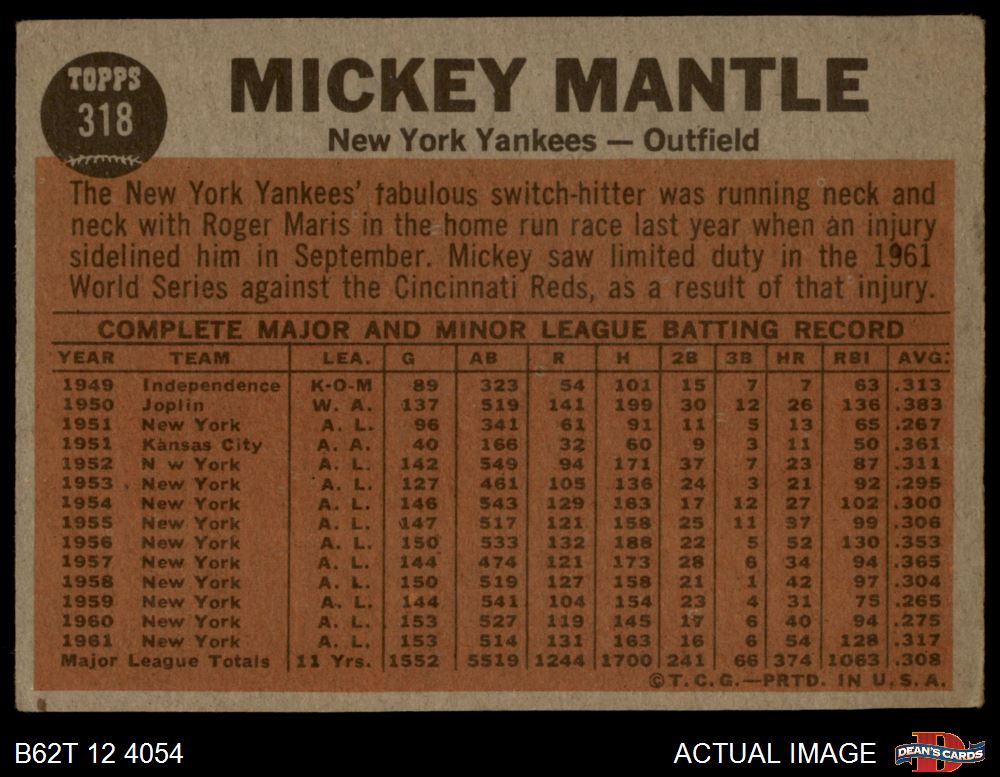 TOPPS
318
MICKEY MANTLE
New York Yankees — Outfield
The New York Yankees' fabulous switch-hitter was running neck and
neck with Roger Maris in the home run race last year when an injury
sidelined him in September. Mickey saw limited duty in the 1961
World Series against the Cincinnati Reds, as a result of that injury.
COMPLETE MAJOR AND MINOR LEAGUE BATTING RECORD
YEAR TEAM LEA. G AB R H 2B 3B HR RBI AVG.
1949 Independence K-O-M 89 323 54 101 15 7 7 63 .313
1950 Joplin W. A. 137 519 141 199 30 12 26 136 .383
1951 New York A. L. 96 341 61 91 11 5 13 65 .267
1951 Kansas City A. A. 40 166 32 60 9 3 11 50 .361
1952 N w York A. L. 142 549 94 171 37 7 23 87 .311
1953 New York A. L. 127 461 105 136 24 3 21 92 .295
1954 New York A. L. 146 543 129 163 17 12 27 102 .300
1955 New York A. L. 147 517 121 158 25 11 37 99 .306
1956 New York A. L. 150 533 132 188 22 5 52 130 .353
1957 New York A. L. 144 474 121 173 28 6 34 94 .365
1958 New York A. L. 150 519 127 158 21 1 42 97 .304
1959 New York A. L. 144 541 104 154 23 4 31 75 .265
1960 New York A. L. 153 527 119 145 17 6 40 94 .275
1961 New York A. L. 153 514 131 163 16 6 54 128 .317
Major League Totals 11 Yrs. 1552 5519 1244 1700 241 66 374 1063 .308
©T.C.G.—PRTD. IN U.S.A.
B62T 12 4054
ACTUAL IMAGE
DEAN'S CARDS